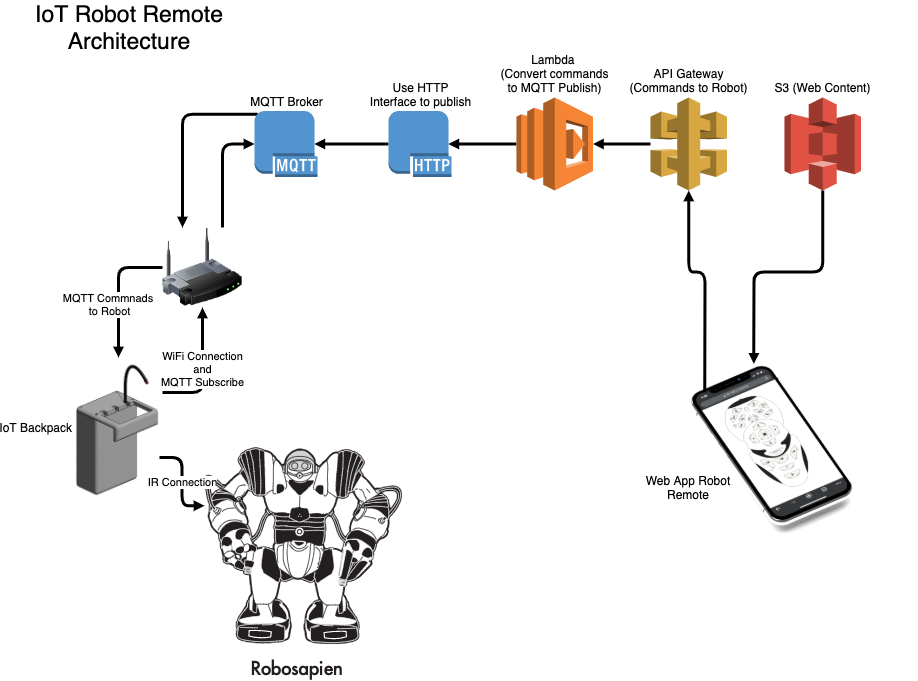 IoT Robot Remote
Architecture
Lambda
(Convert commands
to MQTT Publish)
API Gateway
(Commands to Robot)
S3 (Web Content)
Use HTTP
Interface to publish
MQTT Broker
MQTT
HTTP
MQTT Commnads
to Robot
WiFi Connection
and
MQTT Subscribe
IoT Backpack
IR Connection
Web App Robot
Remote
Robosapien